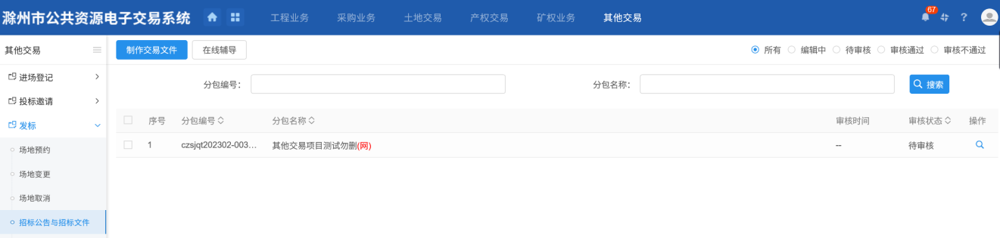 滁州市公共资源电子交易系统 工程业务 采购业务 土地交易 产权交易 矿权业务 其他交易 67 ?
其他交易 制作交易文件 在线辅导 所有 编辑中 待审核 审核通过 审核不通过
进场登记
分包编号： 分包名称： 搜索
投标邀请
发标
序号 分包编号 分包名称 审核时间 审核状态 操作
1 czsjqt202302-003... 其他交易项目测试勿删(网) -- 待审核
场地预约
场地变更
场地取消
招标公告与招标文件